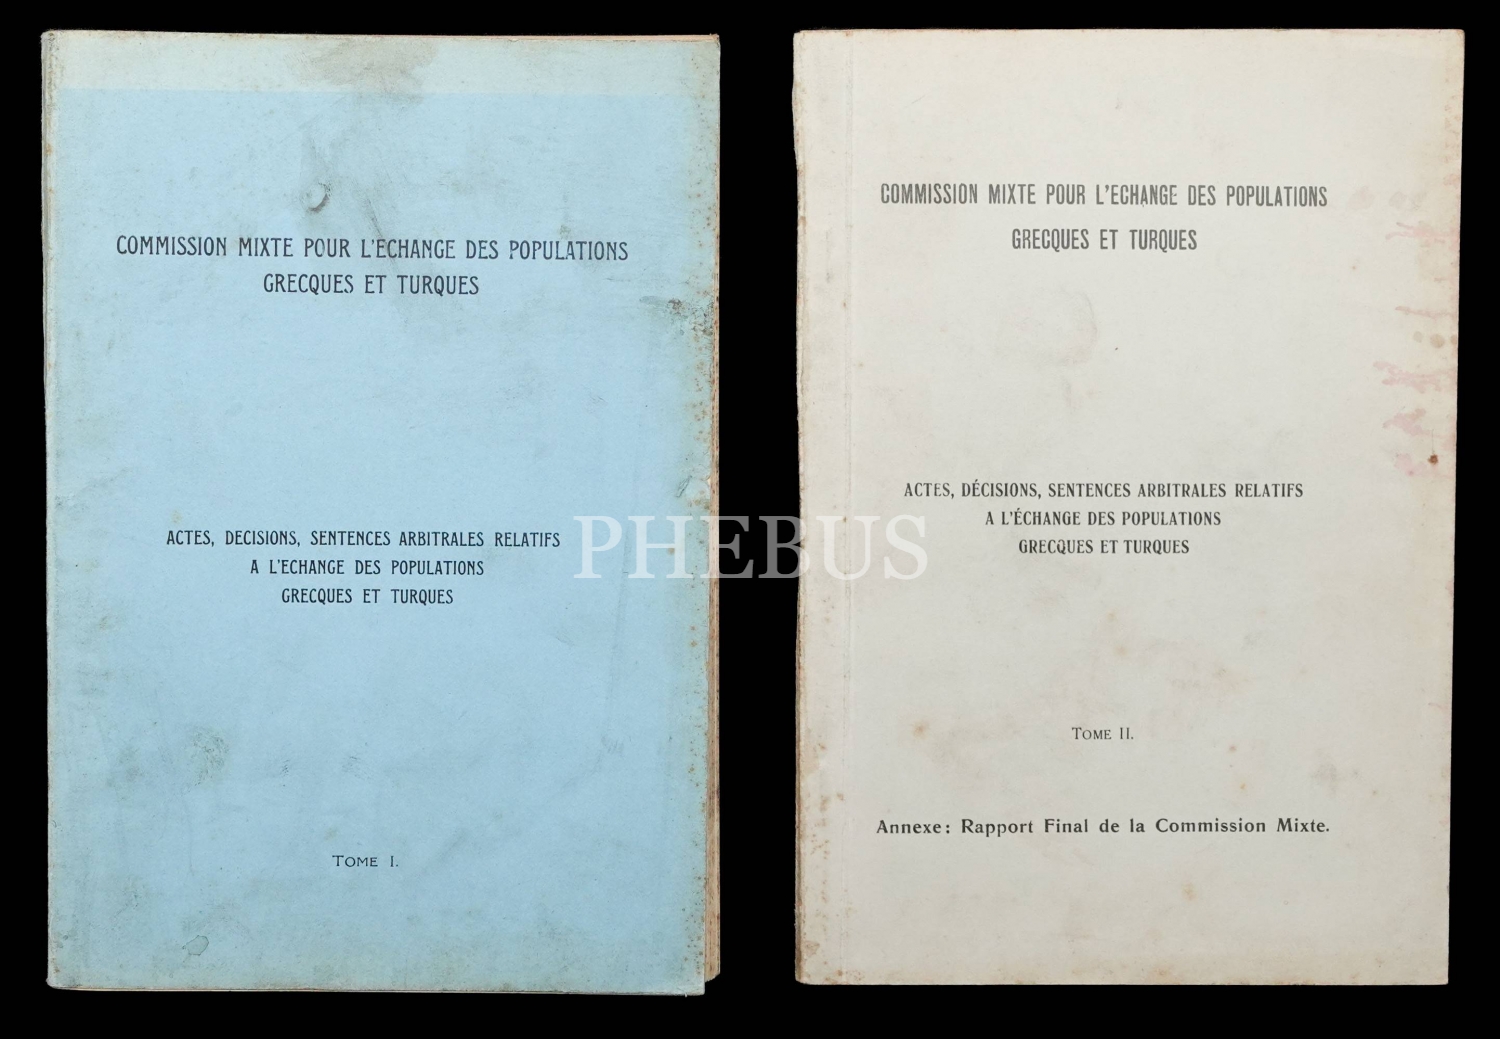 COMMISSION MIXTE POUR L'ECHANGE DES POPULATIONS
GRECQUES ET TURQUES
ACTES, DECISIONS, SENTENCES ARBITRALES RELATIFS
A L'ECHANGE DES POPULATIONS
GRECQUES ET TURQUES
TOME I.
COMMISSION MIXTE POUR L'ECHANGE DES POPULATIONS
GRECQUES ET TURQUES
ACTES, DÉCISIONS, SENTENCES ARBITRALES RELATIFS
A L'ÉCHANGE DES POPULATIONS
GRECQUES ET TURQUES
TOME II.
Annexe: Rapport Final de la Commission Mixte.
PHEBUS